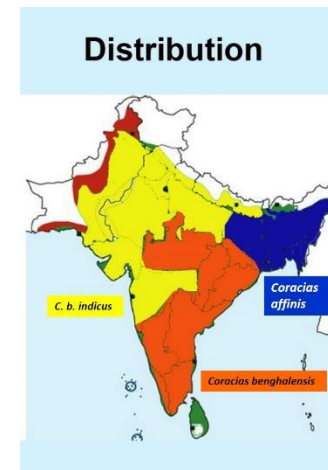 Distribution
C. b. indicus
Coracias
affinis
Coracias benghalensis